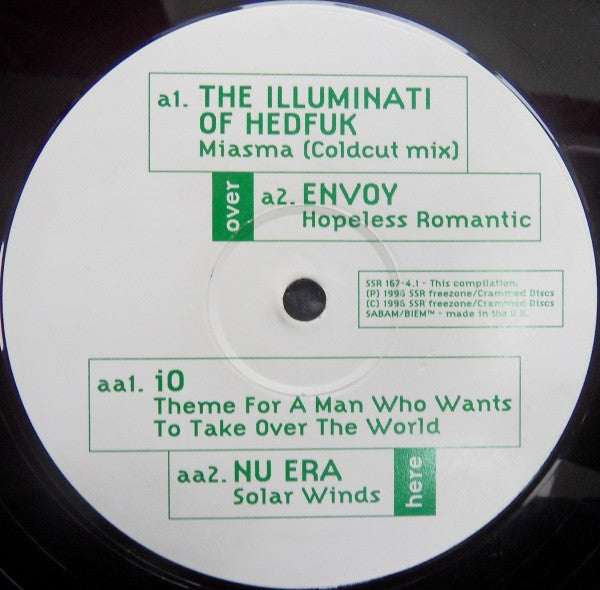 a1. THE ILLUMINATI
OF HEDFUK
Miasma (Coldcut mix)
over
a2. ENVOY
Hopeless Romantic
SSR 167-4.1 - This compilation:
(P) 1996 SSR freezone/Crammed Discs
(C) 1996 SSR freezone/Crammed Discs
SABAM/BIEM™ - made in the U.K.
aa1. iO
Theme For A Man Who Wants
To Take Over The World
aa2. NU ERA
Solar Winds
here